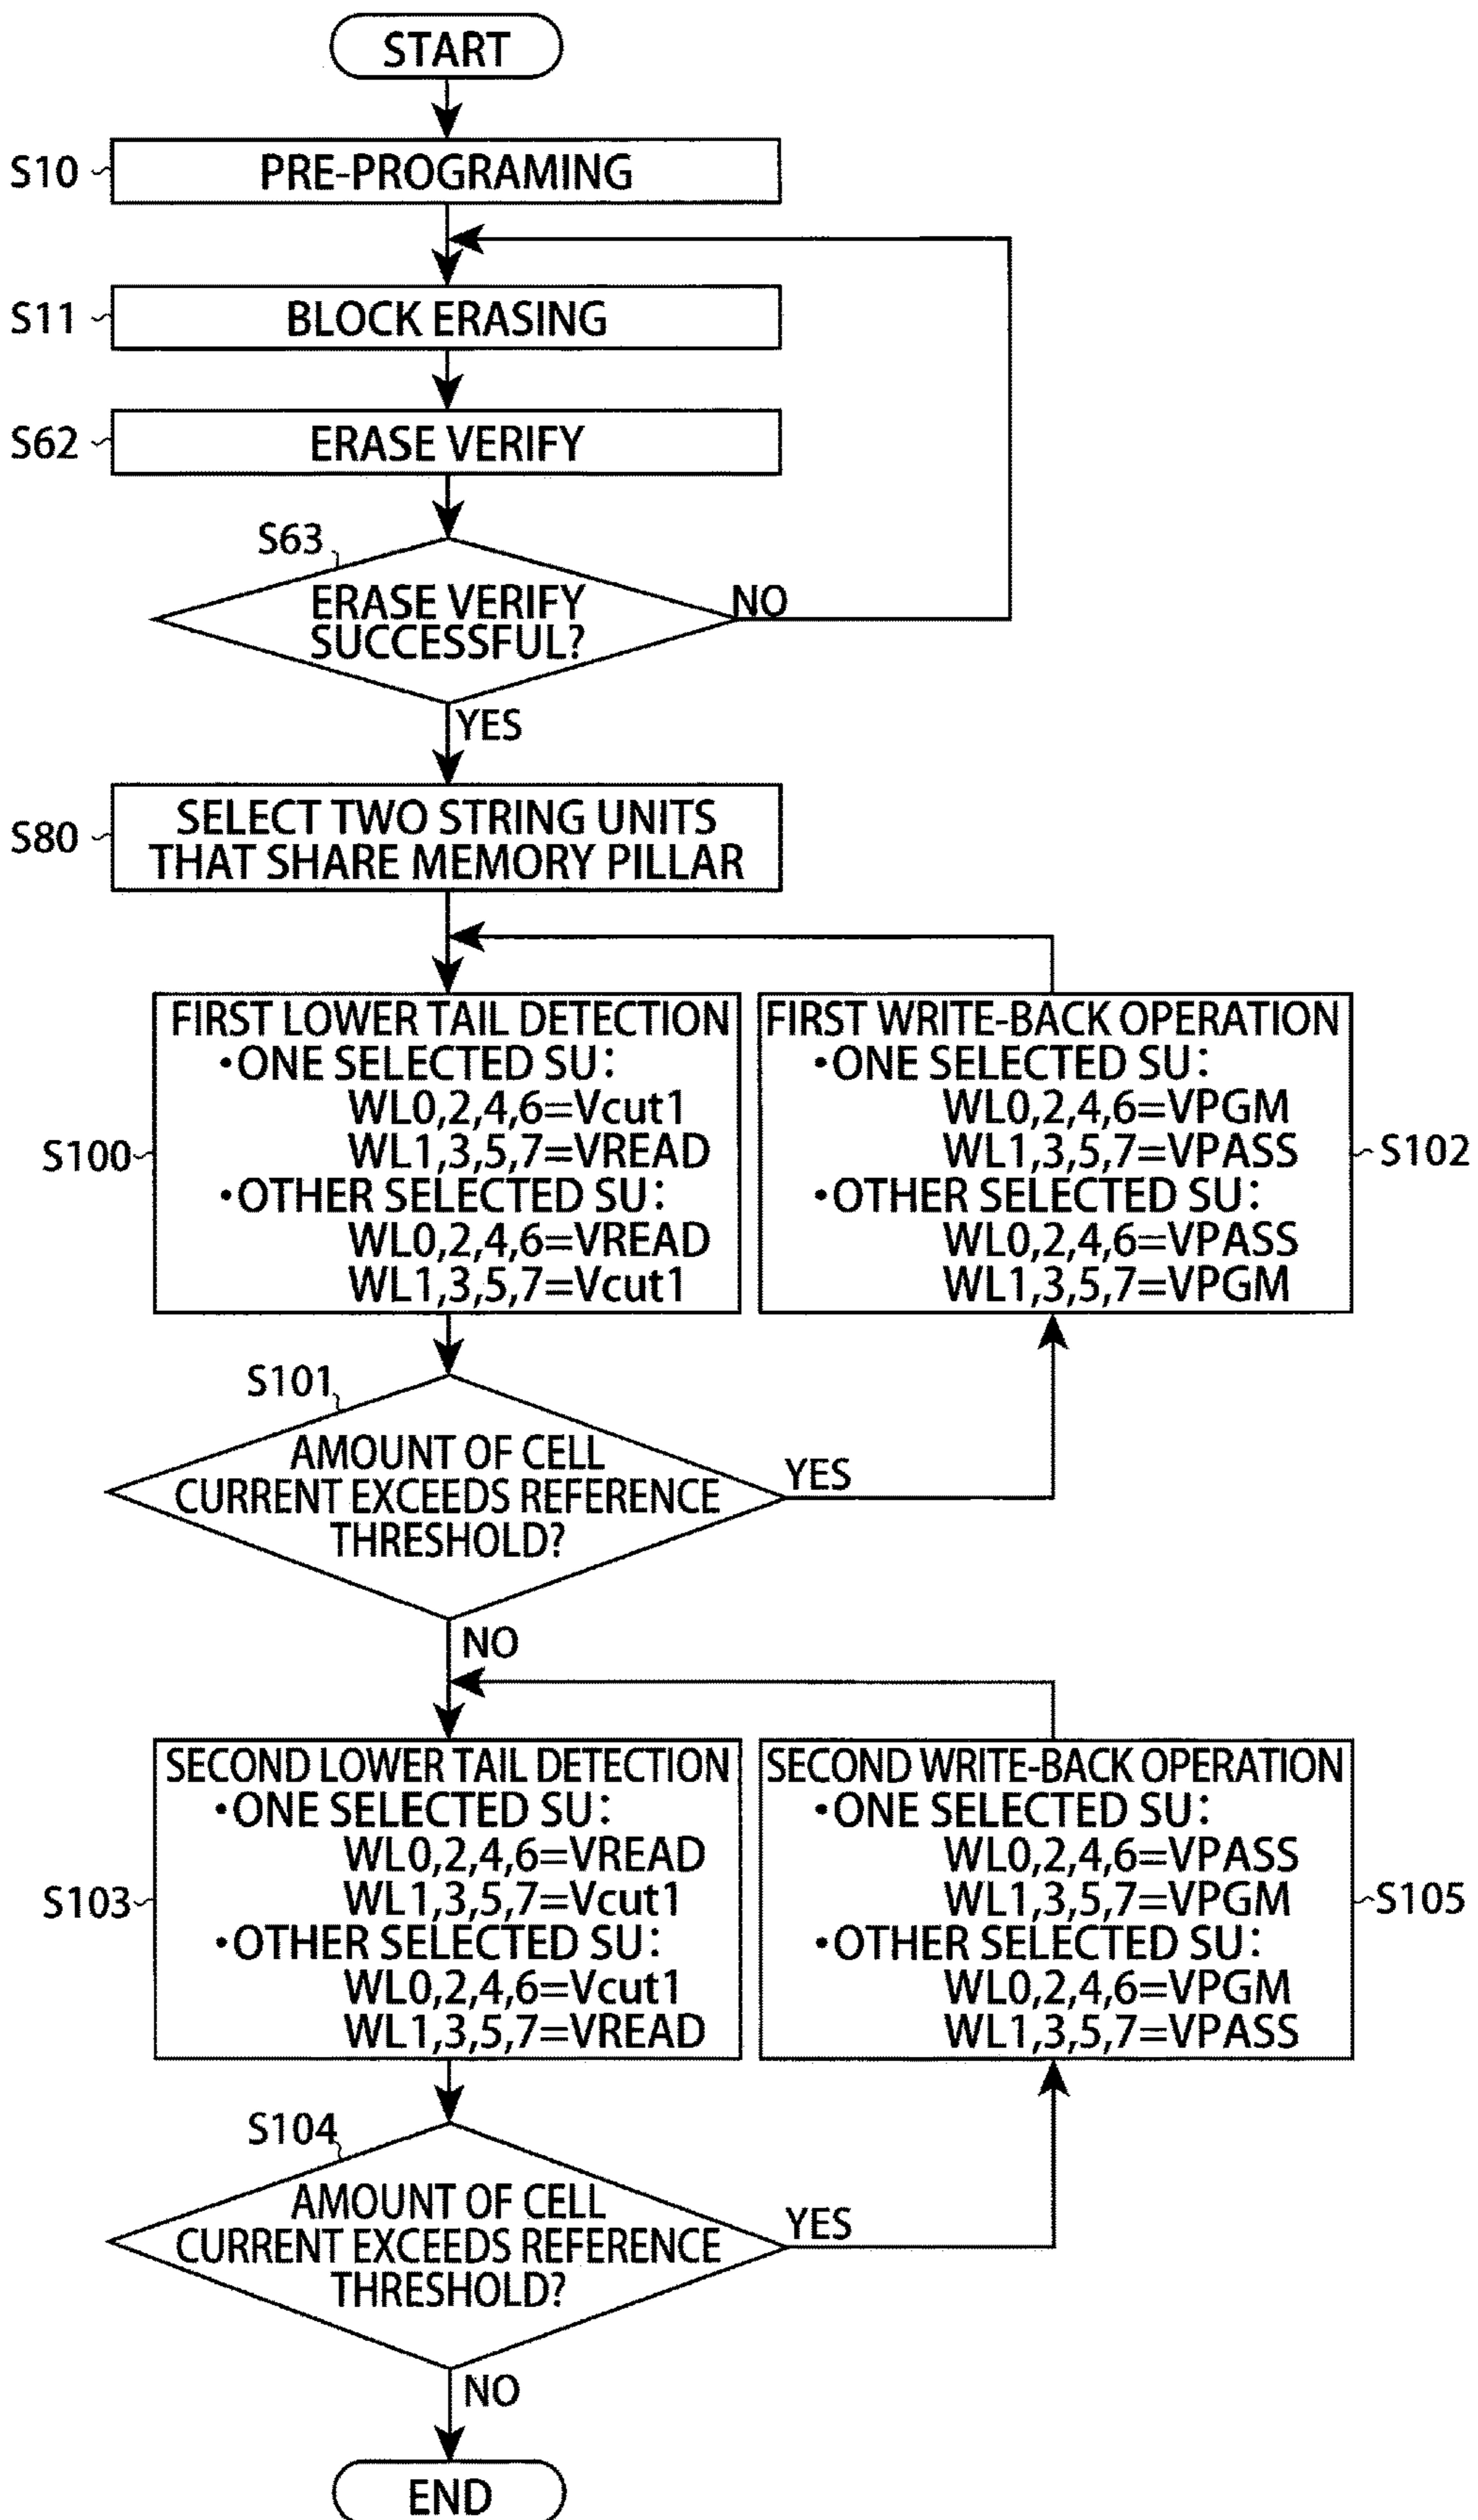 START
S10
PRE-PROGRAMING
S11
BLOCK ERASING
S62
ERASE VERIFY
S63
ERASE VERIFY
SUCCESSFUL?
NO
YES
S80
SELECT TWO STRING UNITS
THAT SHARE MEMORY PILLAR
S100
FIRST LOWER TAIL DETECTION
•ONE SELECTED SU:
WL0,2,4,6=Vcut1
WL1,3,5,7=VREAD
•OTHER SELECTED SU:
WL0,2,4,6=VREAD
WL1,3,5,7=Vcut1
FIRST WRITE-BACK OPERATION
•ONE SELECTED SU:
WL0,2,4,6=VPGM
WL1,3,5,7=VPASS
•OTHER SELECTED SU:
WL0,2,4,6=VPASS
WL1,3,5,7=VPGM
S102
S101
AMOUNT OF CELL
CURRENT EXCEEDS REFERENCE
THRESHOLD?
YES
NO
S103
SECOND LOWER TAIL DETECTION
•ONE SELECTED SU:
WL0,2,4,6=VREAD
WL1,3,5,7=Vcut1
•OTHER SELECTED SU:
WL0,2,4,6=Vcut1
WL1,3,5,7=VREAD
SECOND WRITE-BACK OPERATION
•ONE SELECTED SU:
WL0,2,4,6=VPASS
WL1,3,5,7=VPGM
•OTHER SELECTED SU:
WL0,2,4,6=VPGM
WL1,3,5,7=VPASS
S105
S104
AMOUNT OF CELL
CURRENT EXCEEDS REFERENCE
THRESHOLD?
YES
NO
END